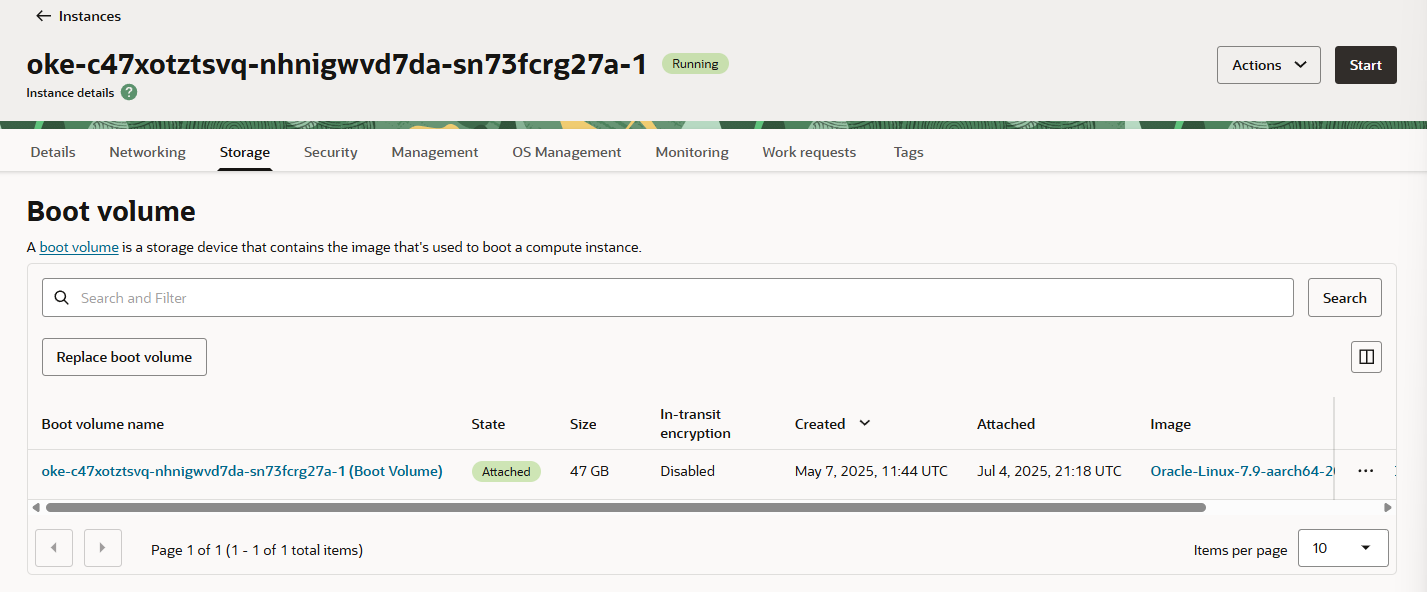 Instances
oke-c47xotztsvq-nhnigwvd7da-sn73fcrg27a-1 Running
Actions Start
Instance details ?
Details Networking Storage Security Management OS Management Monitoring Work requests Tags
Boot volume
A boot volume is a storage device that contains the image that's used to boot a compute instance.
Search and Filter Search
Replace boot volume
Boot volume name State Size In-transit encryption Created Attached Image
oke-c47xotztsvq-nhnigwvd7da-sn73fcrg27a-1 (Boot Volume) Attached 47 GB Disabled May 7, 2025, 11:44 UTC Jul 4, 2025, 21:18 UTC Oracle-Linux-7.9-aarch64-20
Page 1 of 1 (1 - 1 of 1 total items) Items per page 10